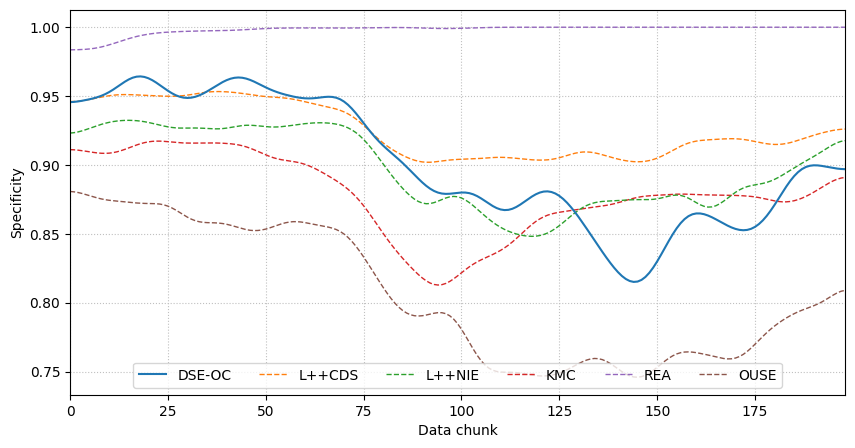 Specificity
1.00
0.95
0.90
0.85
0.80
0.75
DSE-OC L++CDS L++NIE KMC REA OUSE
0 25 50 75 100 125 150 175
Data chunk